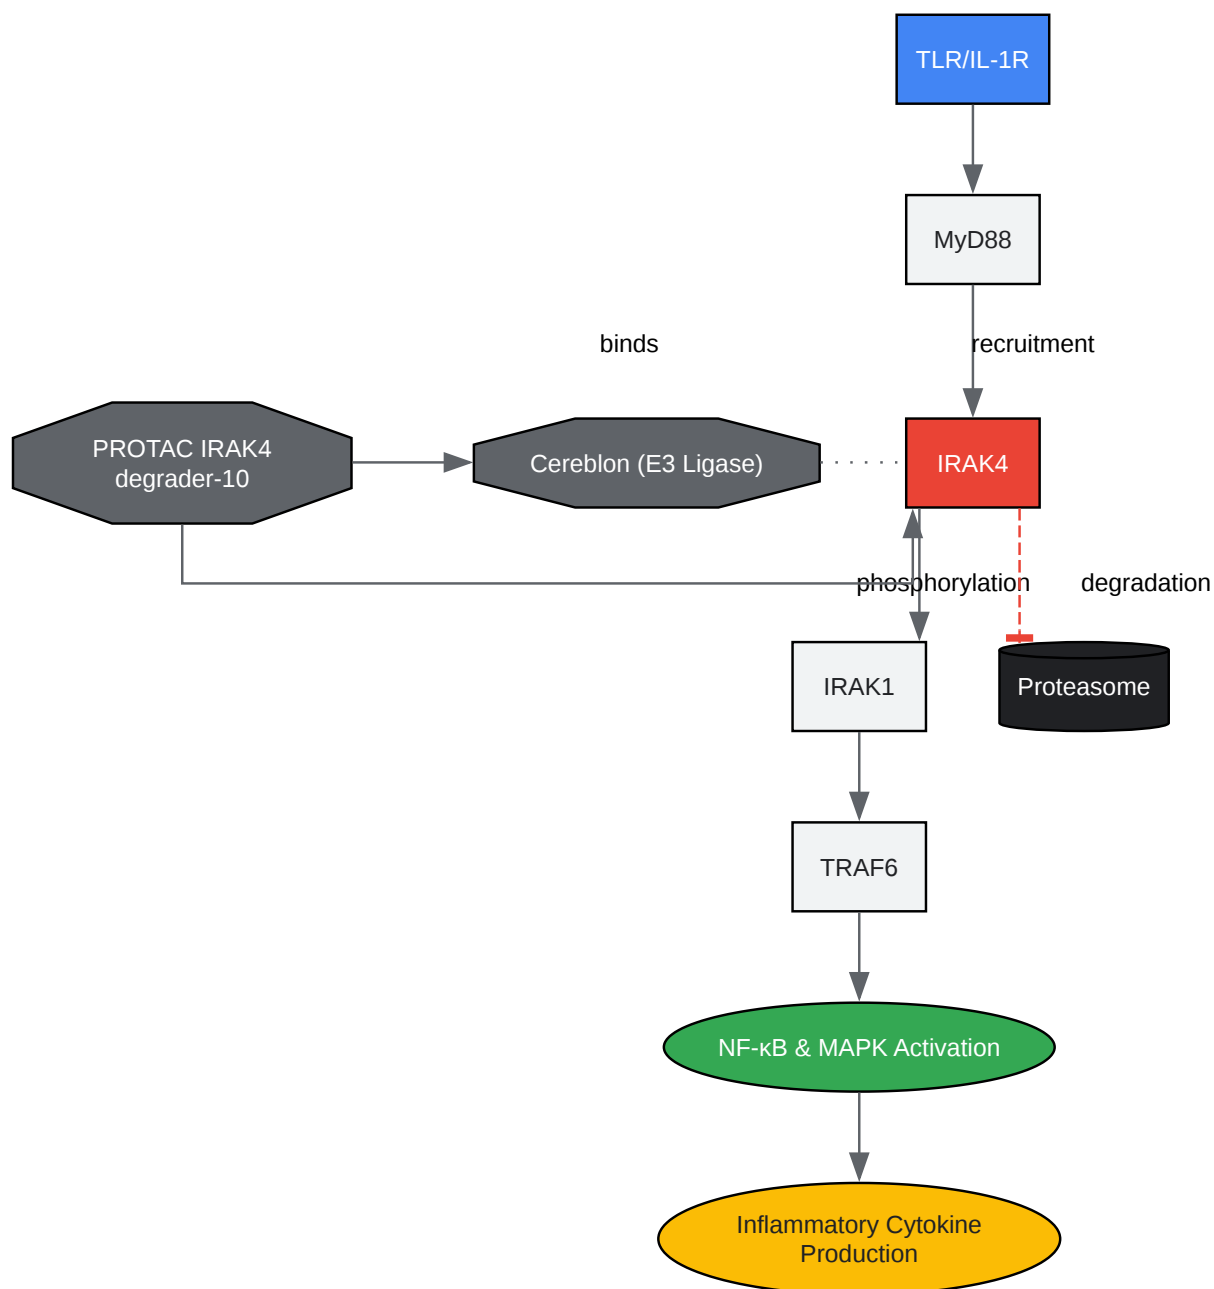 TLR/IL-1R
MyD88
binds
recruitment
PROTAC IRAK4
degrader-10
Cereblon (E3 Ligase)
IRAK4
phosphorylation
degradation
IRAK1
Proteasome
TRAF6
NF-κB & MAPK Activation
Inflammatory Cytokine
Production